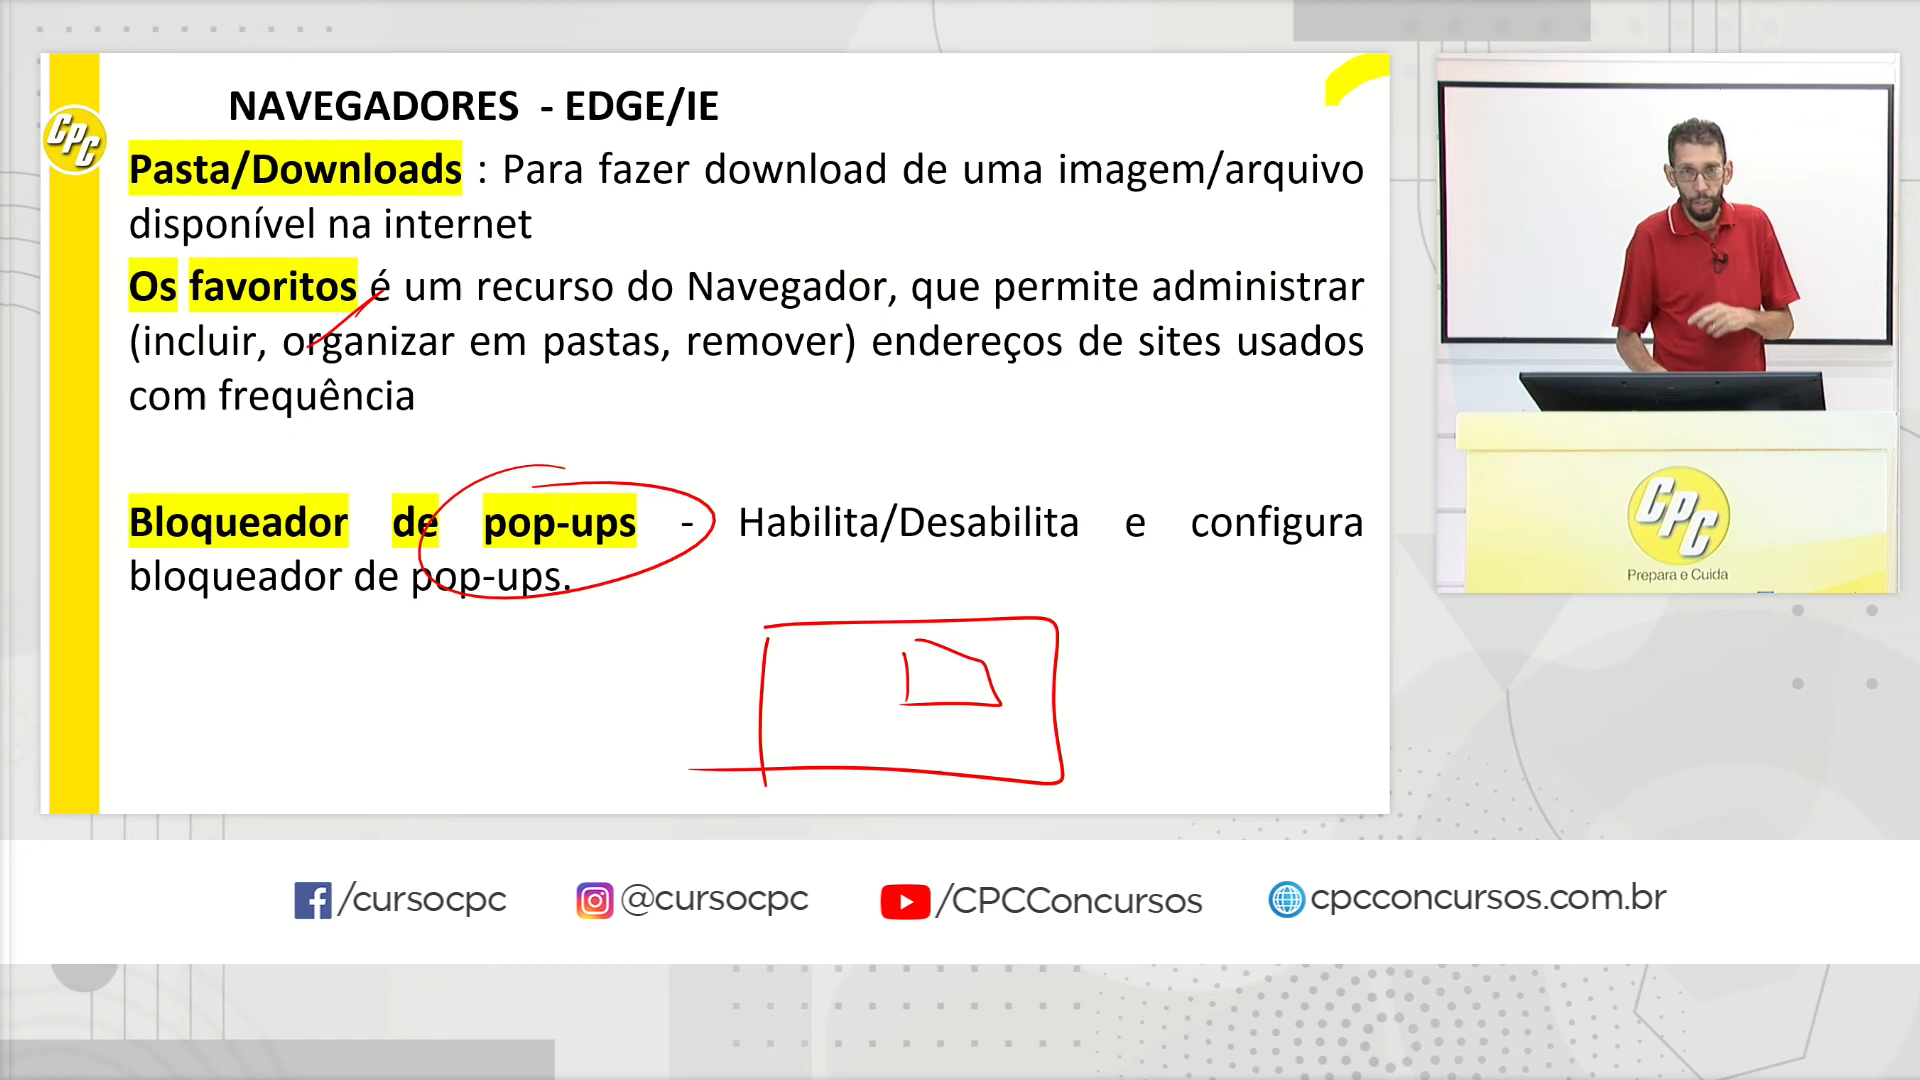 NAVEGADORES - EDGE/IE
CPC
Pasta/Downloads : Para fazer download de uma imagem/arquivo
disponível na internet
Os favoritos é um recurso do Navegador, que permite administrar
(incluir, organizar em pastas, remover) endereços de sites usados
com frequência
Bloqueador de pop-ups - Habilita/Desabilita e configura
bloqueador de pop-ups.
CPC
Prepara e Cuida
/cursocpc
@cursocpc
/CPCConcursos
cpcconcursos.com.br